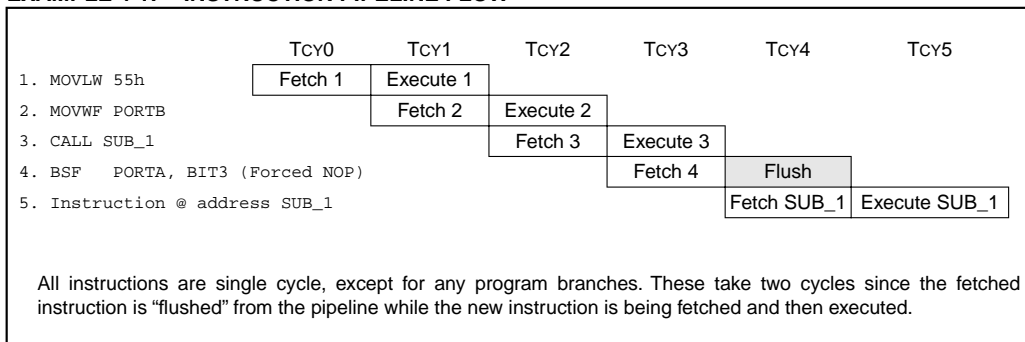 TCY0 TCY1 TCY2 TCY3 TCY4 TCY5
1. MOVLW 55h Fetch 1 Execute 1
2. MOVWF PORTB Fetch 2 Execute 2
3. CALL SUB_1 Fetch 3 Execute 3
4. BSF PORTA, BIT3 (Forced NOP) Fetch 4 Flush
5. Instruction @ address SUB_1 Fetch SUB_1 Execute SUB_1
All instructions are single cycle, except for any program branches. These take two cycles since the fetched
instruction is “flushed” from the pipeline while the new instruction is being fetched and then executed.